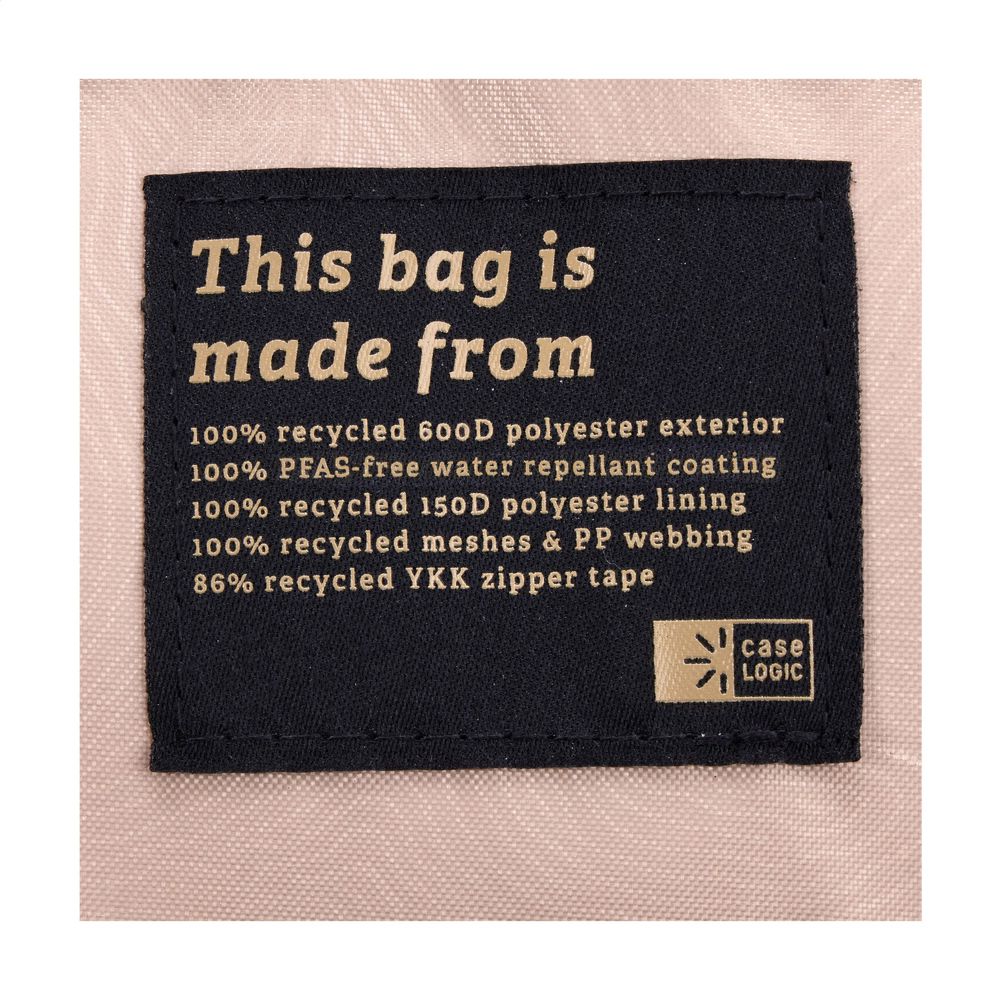 This bag is
made from
100% recycled 600D polyester exterior
100% PFAS-free water repellant coating
100% recycled 150D polyester lining
100% recycled meshes & PP webbing
86% recycled YKK zipper tape
case
LOGIC